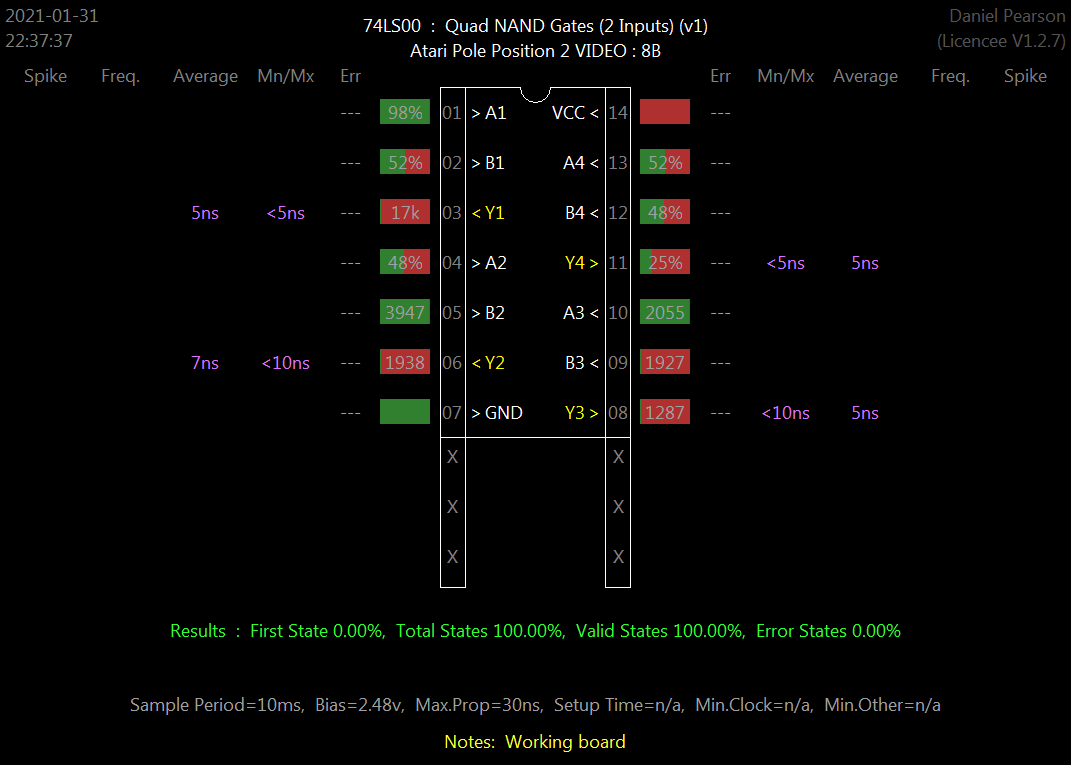 2021-01-31 74LS00 : Quad NAND Gates (2 Inputs) (v1) Daniel Pearson
22:37:37 Atari Pole Position 2 VIDEO : 8B (Licencee V1.2.7)
Spike Freq. Average Mn/Mx Err Err Mn/Mx Average Freq. Spike
--- 98% 01 > A1 VCC < 14 ---
--- 52% 02 > B1 A4 < 13 52% ---
5ns <5ns --- 17k 03 < Y1 B4 < 12 48% ---
--- 48% 04 > A2 Y4 > 11 25% --- <5ns 5ns
--- 3947 05 > B2 A3 < 10 2055 ---
7ns <10ns --- 1938 06 < Y2 B3 < 09 1927 ---
--- 07 > GND Y3 > 08 1287 --- <10ns 5ns
X X
X X
X X
Results : First State 0.00%, Total States 100.00%, Valid States 100.00%, Error States 0.00%
Sample Period=10ms, Bias=2.48v, Max.Prop=30ns, Setup Time=n/a, Min.Clock=n/a, Min.Other=n/a
Notes: Working board